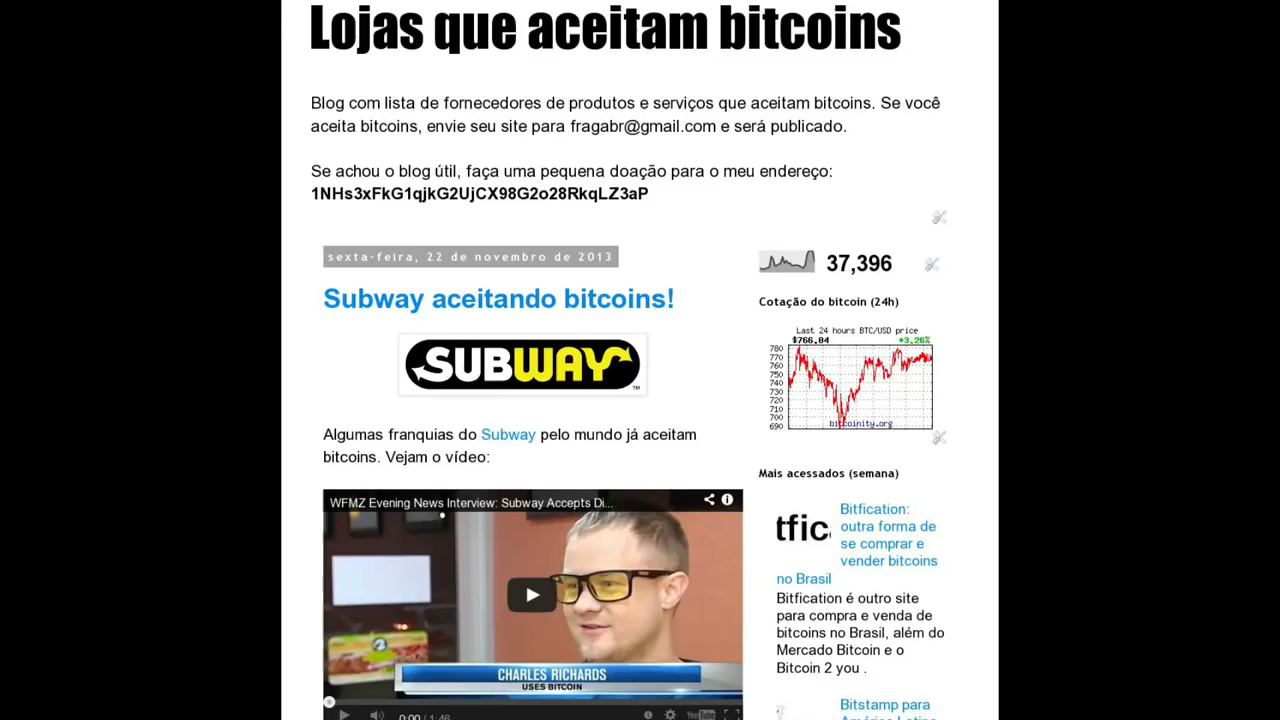 Lojas que aceitam bitcoins
Blog com lista de fornecedores de produtos e serviços que aceitam bitcoins. Se você
aceita bitcoins, envie seu site para fragabr@gmail.com e será publicado.
Se achou o blog útil, faça uma pequena doação para o meu endereço:
1NHs3xFkG1qjkG2UjCX98G2o28RkqLZ3aP
sexta-feira, 22 de novembro de 2013
Subway aceitando bitcoins!
SUBWAY
TM
Algumas franquias do Subway pelo mundo já aceitam
bitcoins. Vejam o vídeo:
WFMZ Evening News Interview: Subway Accepts Di...
CHARLES RICHARDS
USES BITCOIN
0:00 / 1:46
YouTube
37,396
Cotação do bitcoin (24h)
Last 24 hours BTC/USD price
$766.04 +3.26%
780
770
760
750
740
730
720
710
700
690
bitcoinity.org
Mais acessados (semana)
tfic
Bitfication:
outra forma de
se comprar e
vender bitcoins
no Brasil
Bitfication é outro site
para compra e venda de
bitcoins no Brasil, além do
Mercado Bitcoin e o
Bitcoin 2 you .
Bitstamp para
América Latina